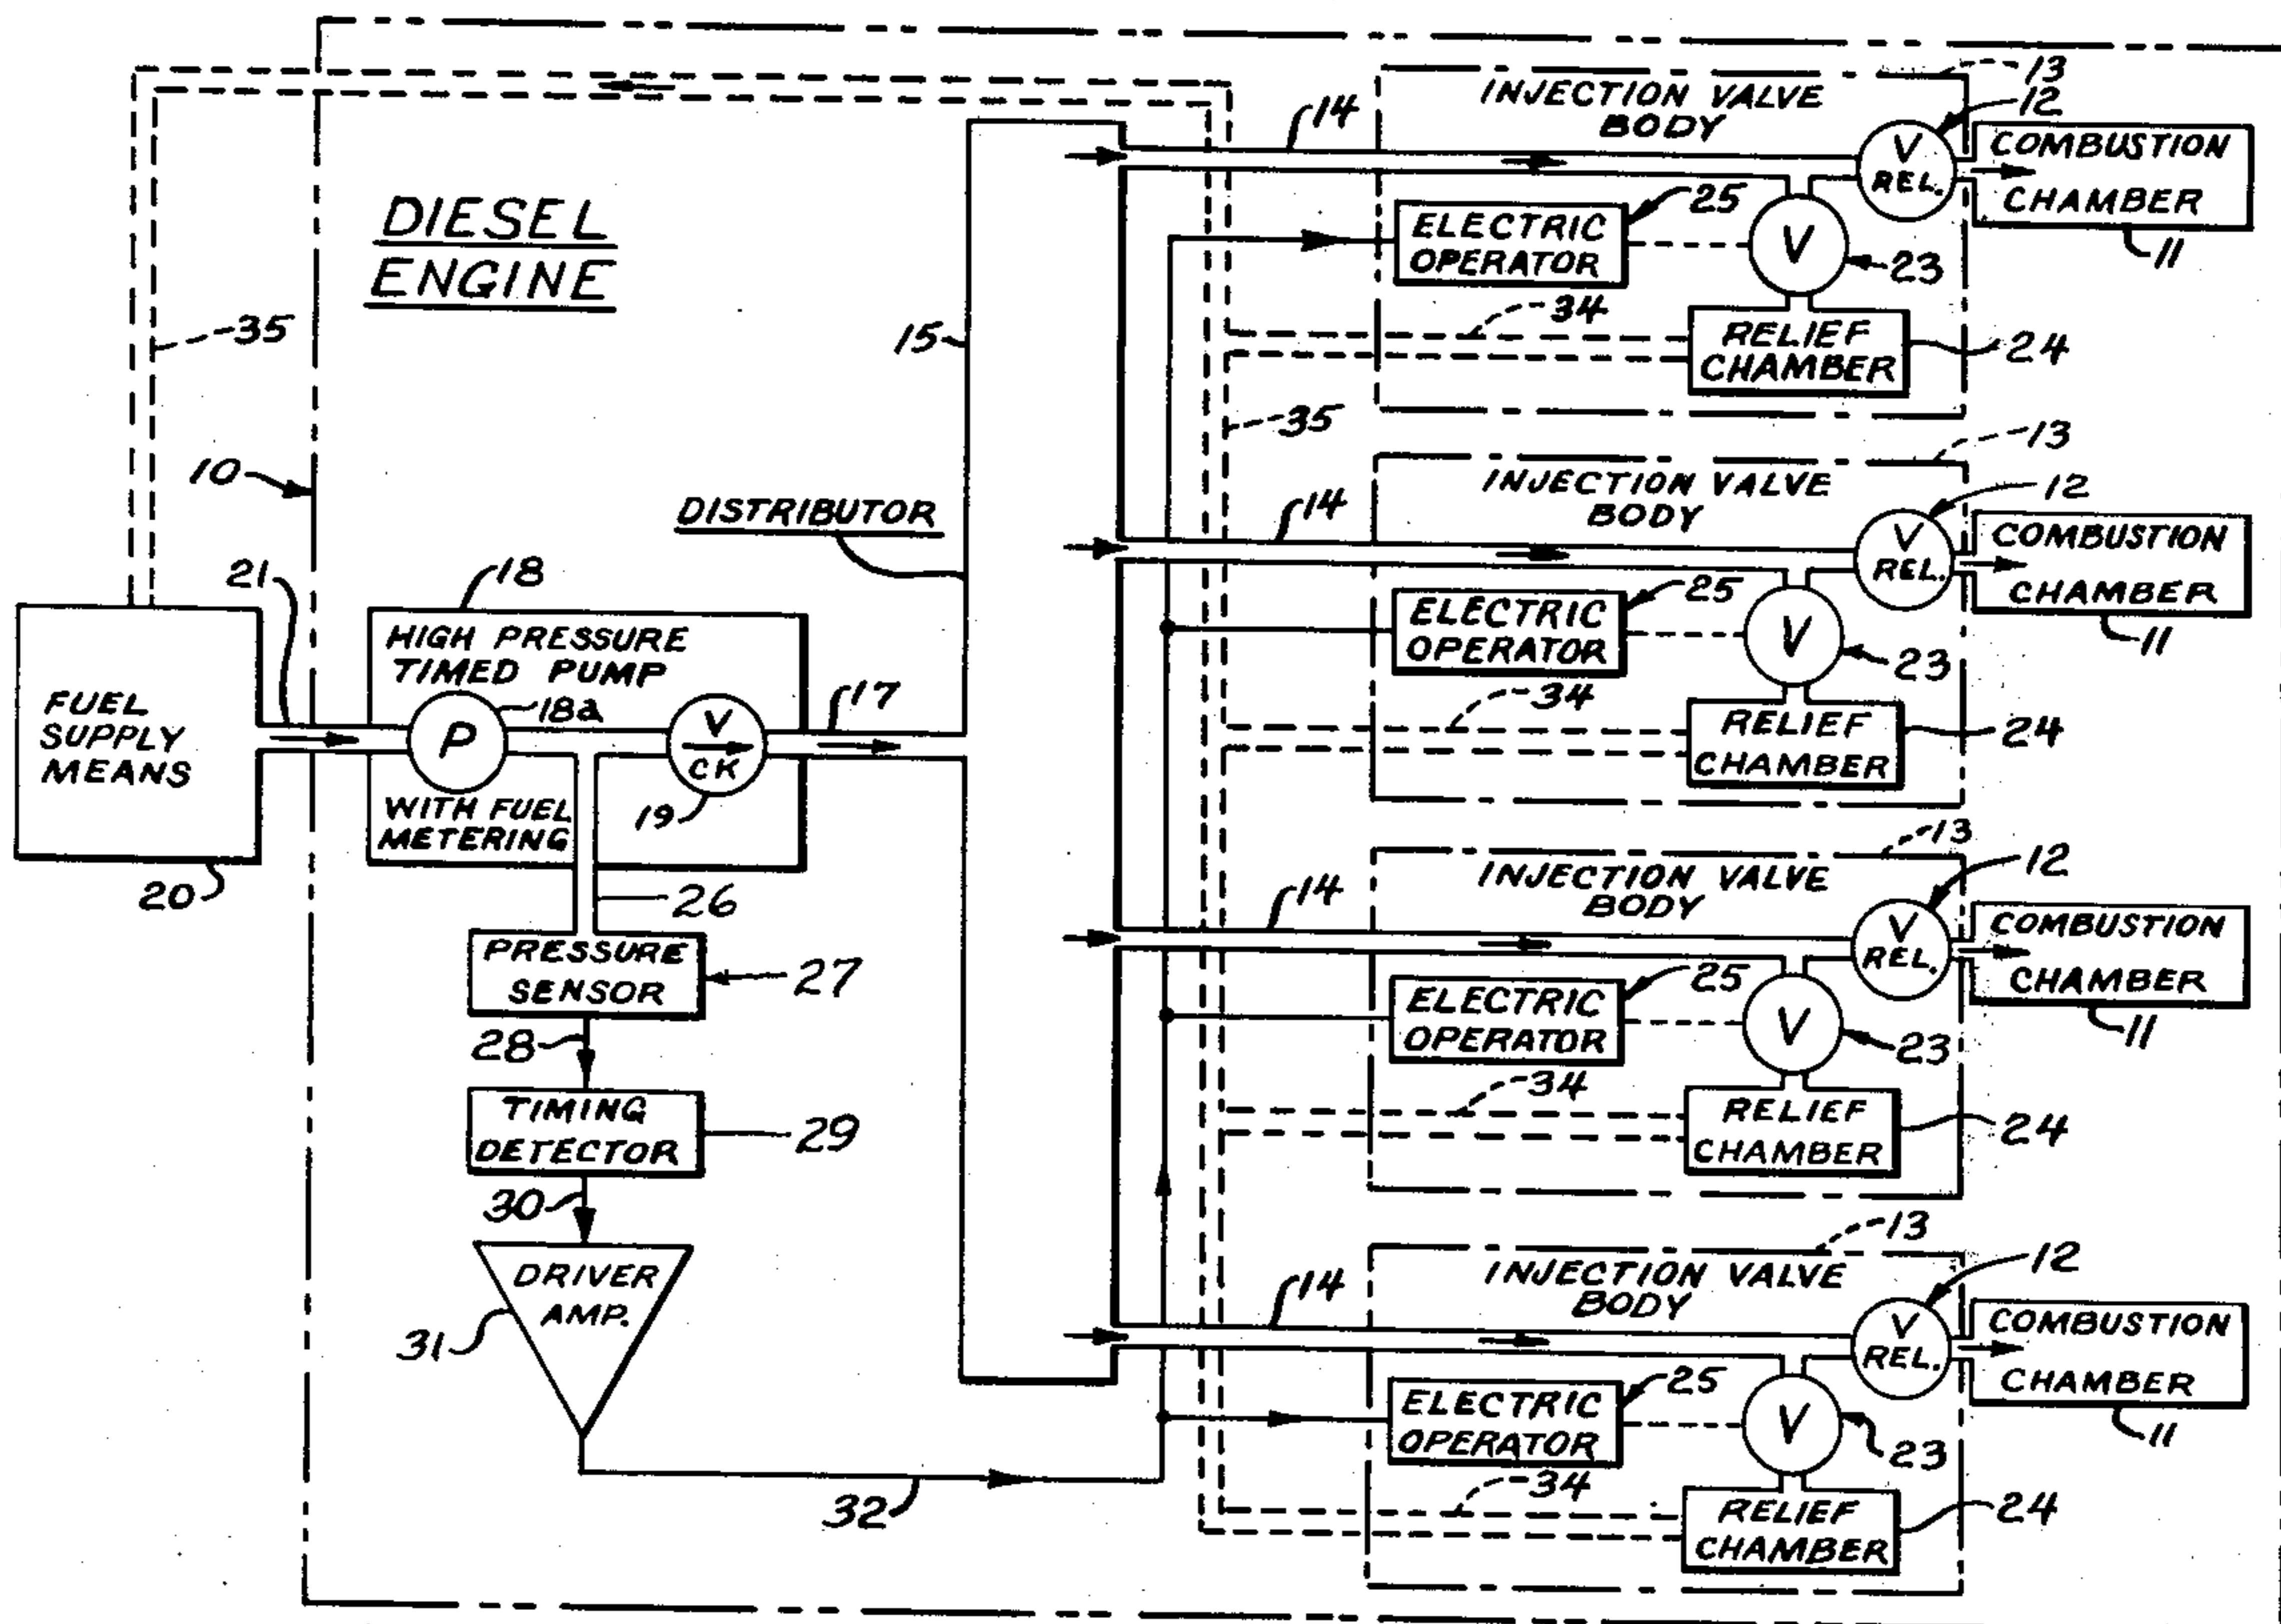 DIESEL
ENGINE
35
10
21
FUEL
SUPPLY
MEANS
20
18
HIGH PRESSURE
TIMED PUMP
18a
P
V
CK
19
WITH FUEL
METERING
17
26
PRESSURE
SENSOR
27
28
TIMING
DETECTOR
29
30
DRIVER
AMP.
31
32
DISTRIBUTOR
15
35
13
INJECTION VALVE
BODY
12
14
V
REL.
COMBUSTION
CHAMBER
11
ELECTRIC
OPERATOR
25
V
23
34
RELIEF
CHAMBER
24
13
INJECTION VALVE
BODY
12
14
V
REL.
COMBUSTION
CHAMBER
11
ELECTRIC
OPERATOR
25
V
23
34
RELIEF
CHAMBER
24
13
INJECTION VALVE
BODY
12
14
V
REL.
COMBUSTION
CHAMBER
11
ELECTRIC
OPERATOR
25
V
23
34
RELIEF
CHAMBER
24
13
INJECTION VALVE
BODY
12
14
V
REL.
COMBUSTION
CHAMBER
11
ELECTRIC
OPERATOR
25
V
23
34
RELIEF
CHAMBER
24